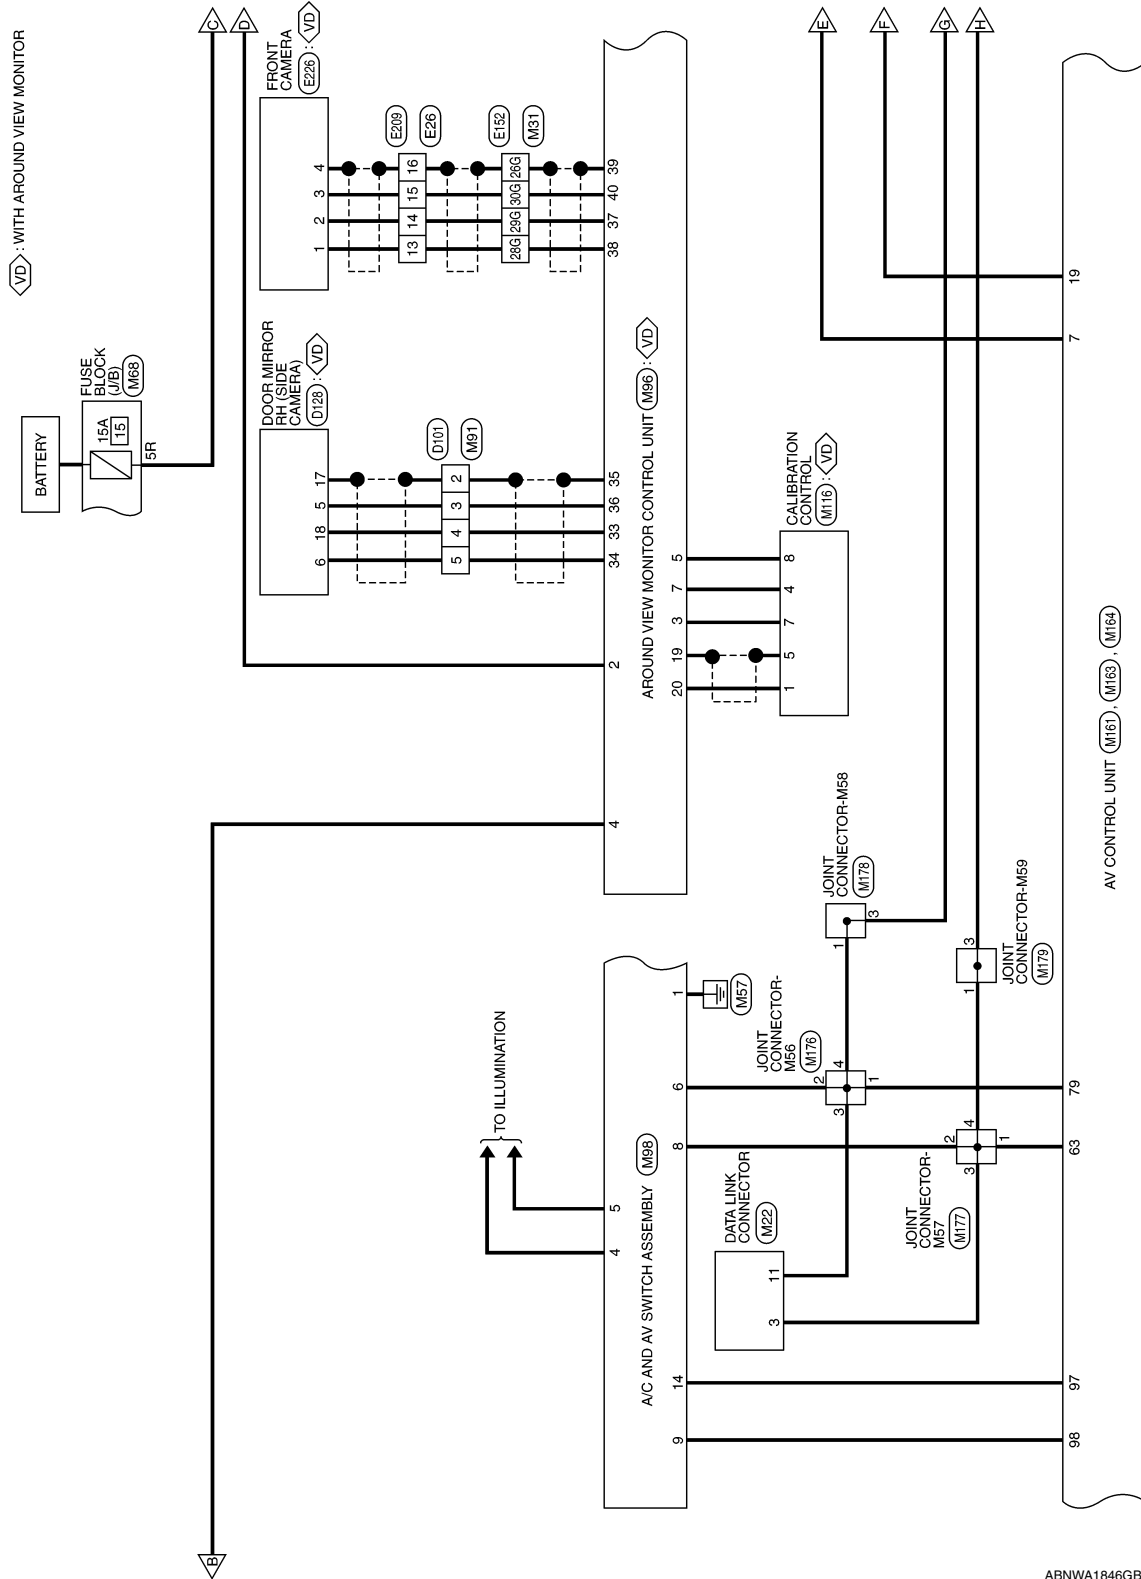 VD : WITH AROUND VIEW MONITOR
BATTERY
FUSE
BLOCK
(J/B)
M68
15A
15
5R
C
D
B
FRONT
CAMERA
E226 : VD
1 2 3 4
E209
13 14 15 16
E26
E152
28G 29G 30G 26G
M31
38 37 40 39
DOOR MIRROR
RH (SIDE
CAMERA)
D128 : VD
6 18 5 17
D101
5 4 3 2
M91
34 33 36 35
2
4
AROUND VIEW MONITOR CONTROL UNIT M96 : VD
20 19 3 7 5
1 5 7 4 8
CALIBRATION
CONTROL
M116 : VD
TO ILLUMINATION
4 5
A/C AND AV SWITCH ASSEMBLY M98
9 14 8 6 1
M57
DATA LINK
CONNECTOR
M22
3 11
JOINT
CONNECTOR-
M56
M176
3 2 4 1
JOINT
CONNECTOR-M58
M178
1 3
JOINT
CONNECTOR-
M57
M177
3 2 4 1
JOINT
CONNECTOR-M59
M179
1 3
E
F
G
H
98 97 63 79 7 19
AV CONTROL UNIT M161 , M163 , M164
ABNWA1846GB